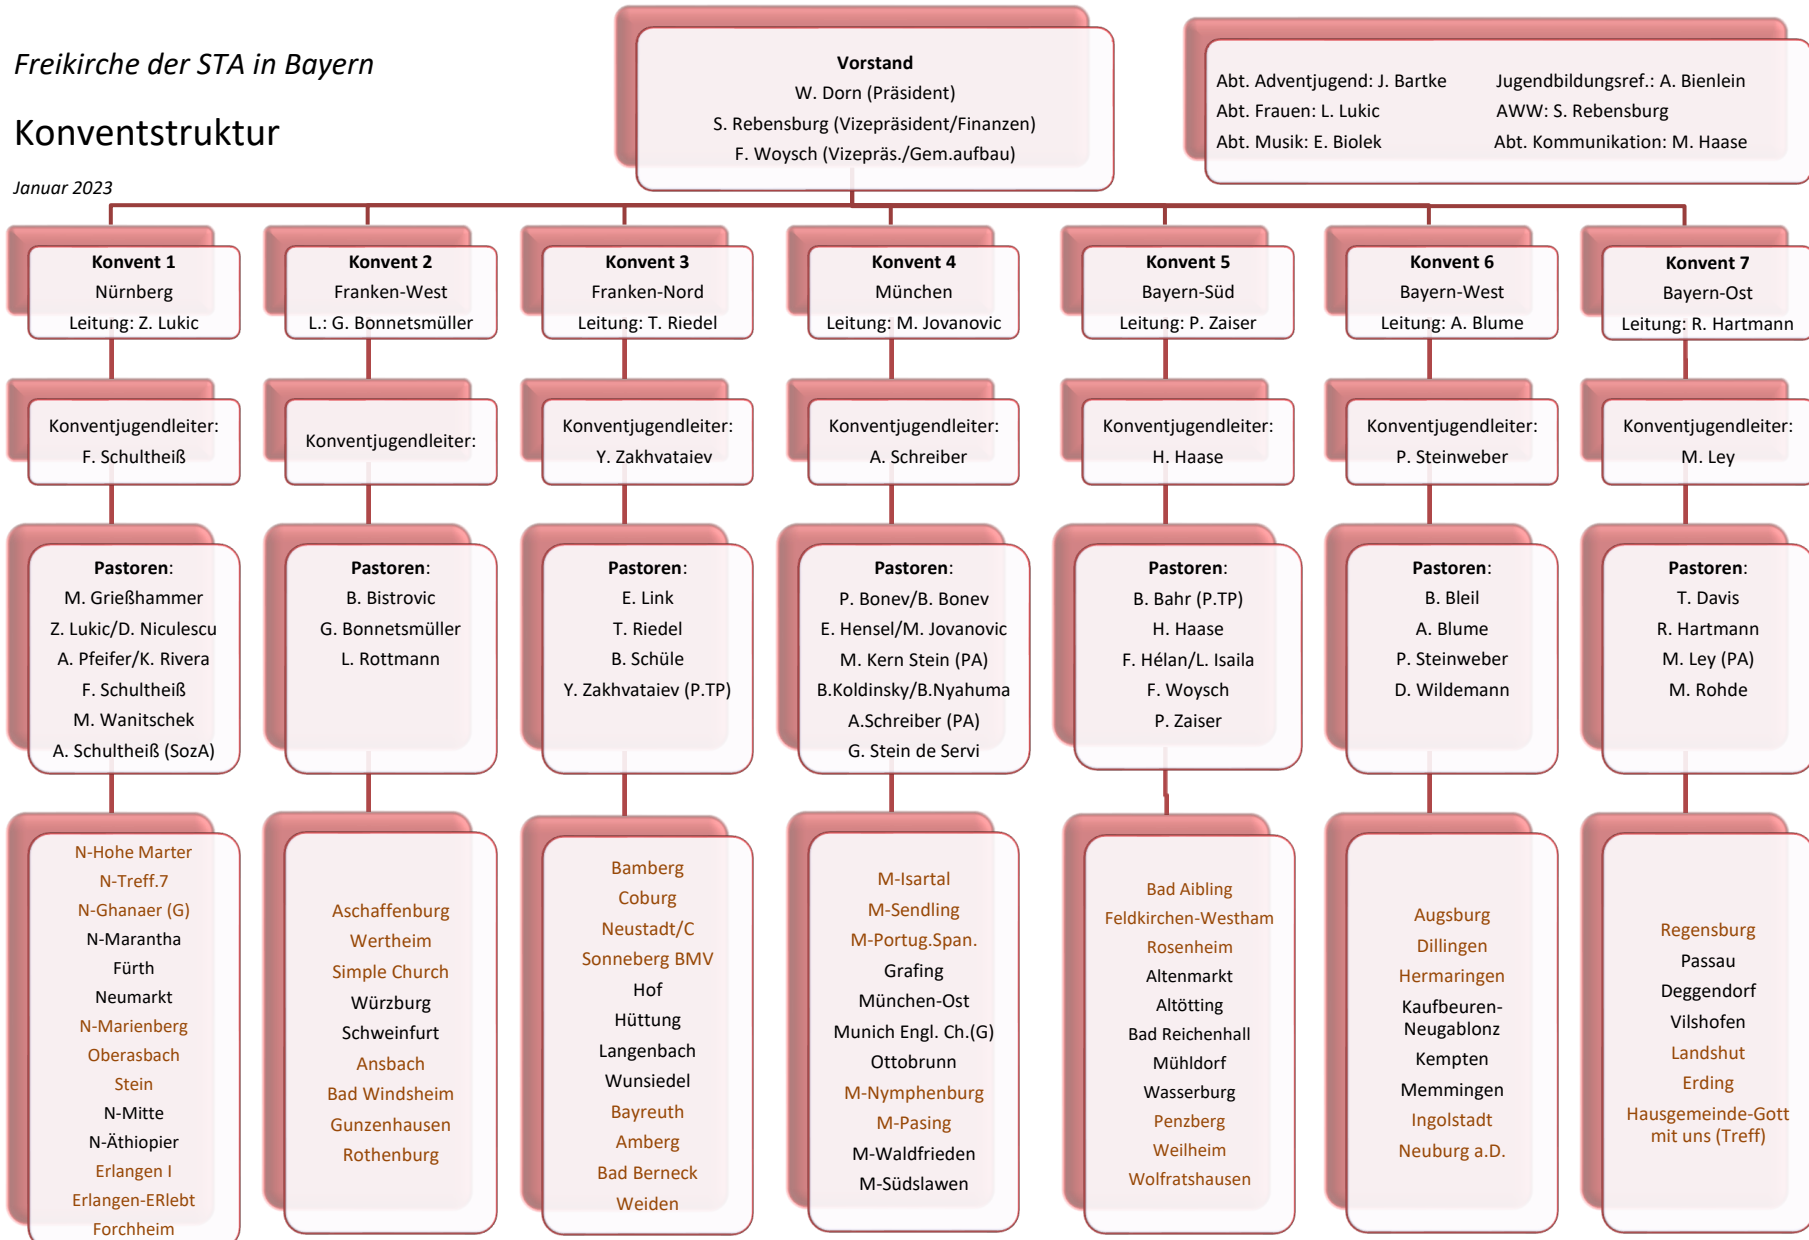 Freikirche der STA in Bayern
Konventstruktur
Januar 2023
Vorstand
W. Dorn (Präsident)
S. Rebensburg (Vizepräsident/Finanzen)
F. Woysch (Vizepräs./Gem.aufbau)
Abt. Adventjugend: J. Bartke
Jugendbildungsref.: A. Bienlein
Abt. Frauen: L. Lukic
AWW: S. Rebensburg
Abt. Musik: E. Biolek
Abt. Kommunikation: M. Haase
Konvent 1
Nürnberg
Leitung: Z. Lukic
Konventjugendleiter:
F. Schultheiß
Pastoren:
M. Grießhammer
Z. Lukic/D. Niculescu
A. Pfeifer/K. Rivera
F. Schultheiß
M. Wanitschek
A. Schultheiß (SozA)
N-Hohe Marter
N-Treff.7
N-Ghanaer (G)
N-Marantha
Fürth
Neumarkt
N-Marienberg
Oberasbach
Stein
N-Mitte
N-Äthiopier
Erlangen I
Erlangen-ERlebt
Forchheim
Konvent 2
Franken-West
L.: G. Bonnetsmüller
Konventjugendleiter:
Pastoren:
B. Bistrovic
G. Bonnetsmüller
L. Rottmann
Aschaffenburg
Wertheim
Simple Church
Würzburg
Schweinfurt
Ansbach
Bad Windsheim
Gunzenhausen
Rothenburg
Konvent 3
Franken-Nord
Leitung: T. Riedel
Konventjugendleiter:
Y. Zakhvataiev
Pastoren:
E. Link
T. Riedel
B. Schüle
Y. Zakhvataiev (P.TP)
Bamberg
Coburg
Neustadt/C
Sonneberg BMV
Hof
Hüttung
Langenbach
Wunsiedel
Bayreuth
Amberg
Bad Berneck
Weiden
Konvent 4
München
Leitung: M. Jovanovic
Konventjugendleiter:
A. Schreiber
Pastoren:
P. Bonev/B. Bonev
E. Hensel/M. Jovanovic
M. Kern Stein (PA)
B.Koldinsky/B.Nyahuma
A.Schreiber (PA)
G. Stein de Servi
M-Isartal
M-Sendling
M-Portug.Span.
Grafing
München-Ost
Munich Engl. Ch.(G)
Ottobrunn
M-Nymphenburg
M-Pasing
M-Waldfrieden
M-Südslawen
Konvent 5
Bayern-Süd
Leitung: P. Zaiser
Konventjugendleiter:
H. Haase
Pastoren:
B. Bahr (P.TP)
H. Haase
F. Hélan/L. Isaila
F. Woysch
P. Zaiser
Bad Aibling
Feldkirchen-Westham
Rosenheim
Altenmarkt
Altötting
Bad Reichenhall
Mühldorf
Wasserburg
Penzberg
Weilheim
Wolfratshausen
Konvent 6
Bayern-West
Leitung: A. Blume
Konventjugendleiter:
P. Steinweber
Pastoren:
B. Bleil
A. Blume
P. Steinweber
D. Wildemann
Augsburg
Dillingen
Hermaringen
Kaufbeuren-
Neugablonz
Kempten
Memmingen
Ingolstadt
Neuburg a.D.
Konvent 7
Bayern-Ost
Leitung: R. Hartmann
Konventjugendleiter:
M. Ley
Pastoren:
T. Davis
R. Hartmann
M. Ley (PA)
M. Rohde
Regensburg
Passau
Deggendorf
Vilshofen
Landshut
Erding
Hausgemeinde-Gott
mit uns (Treff)